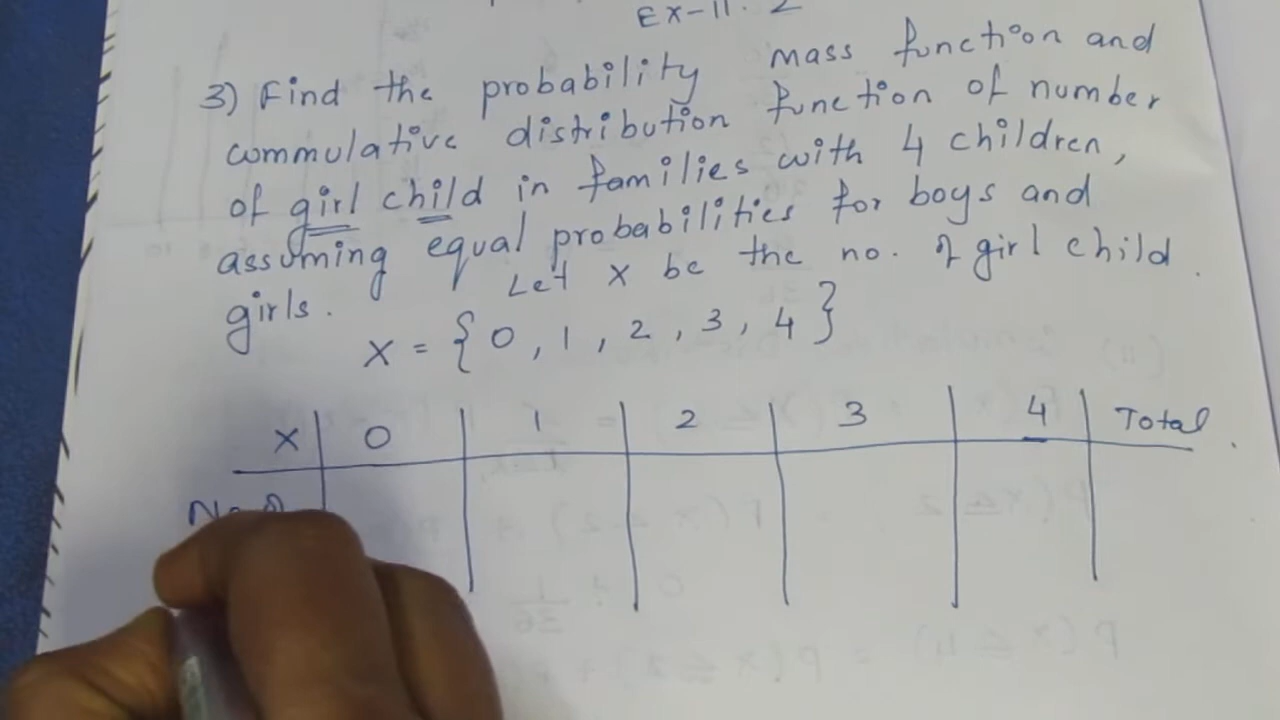 Ex-11. 2
3) Find the probability mass function and
commulative distribution function of number
of girl child in families with 4 children,
assuming equal probabilities for boys and
girls. Let X be the no. of girl child.
X = { 0, 1, 2, 3, 4 }
X 0 1 2 3 4 Total
No. of